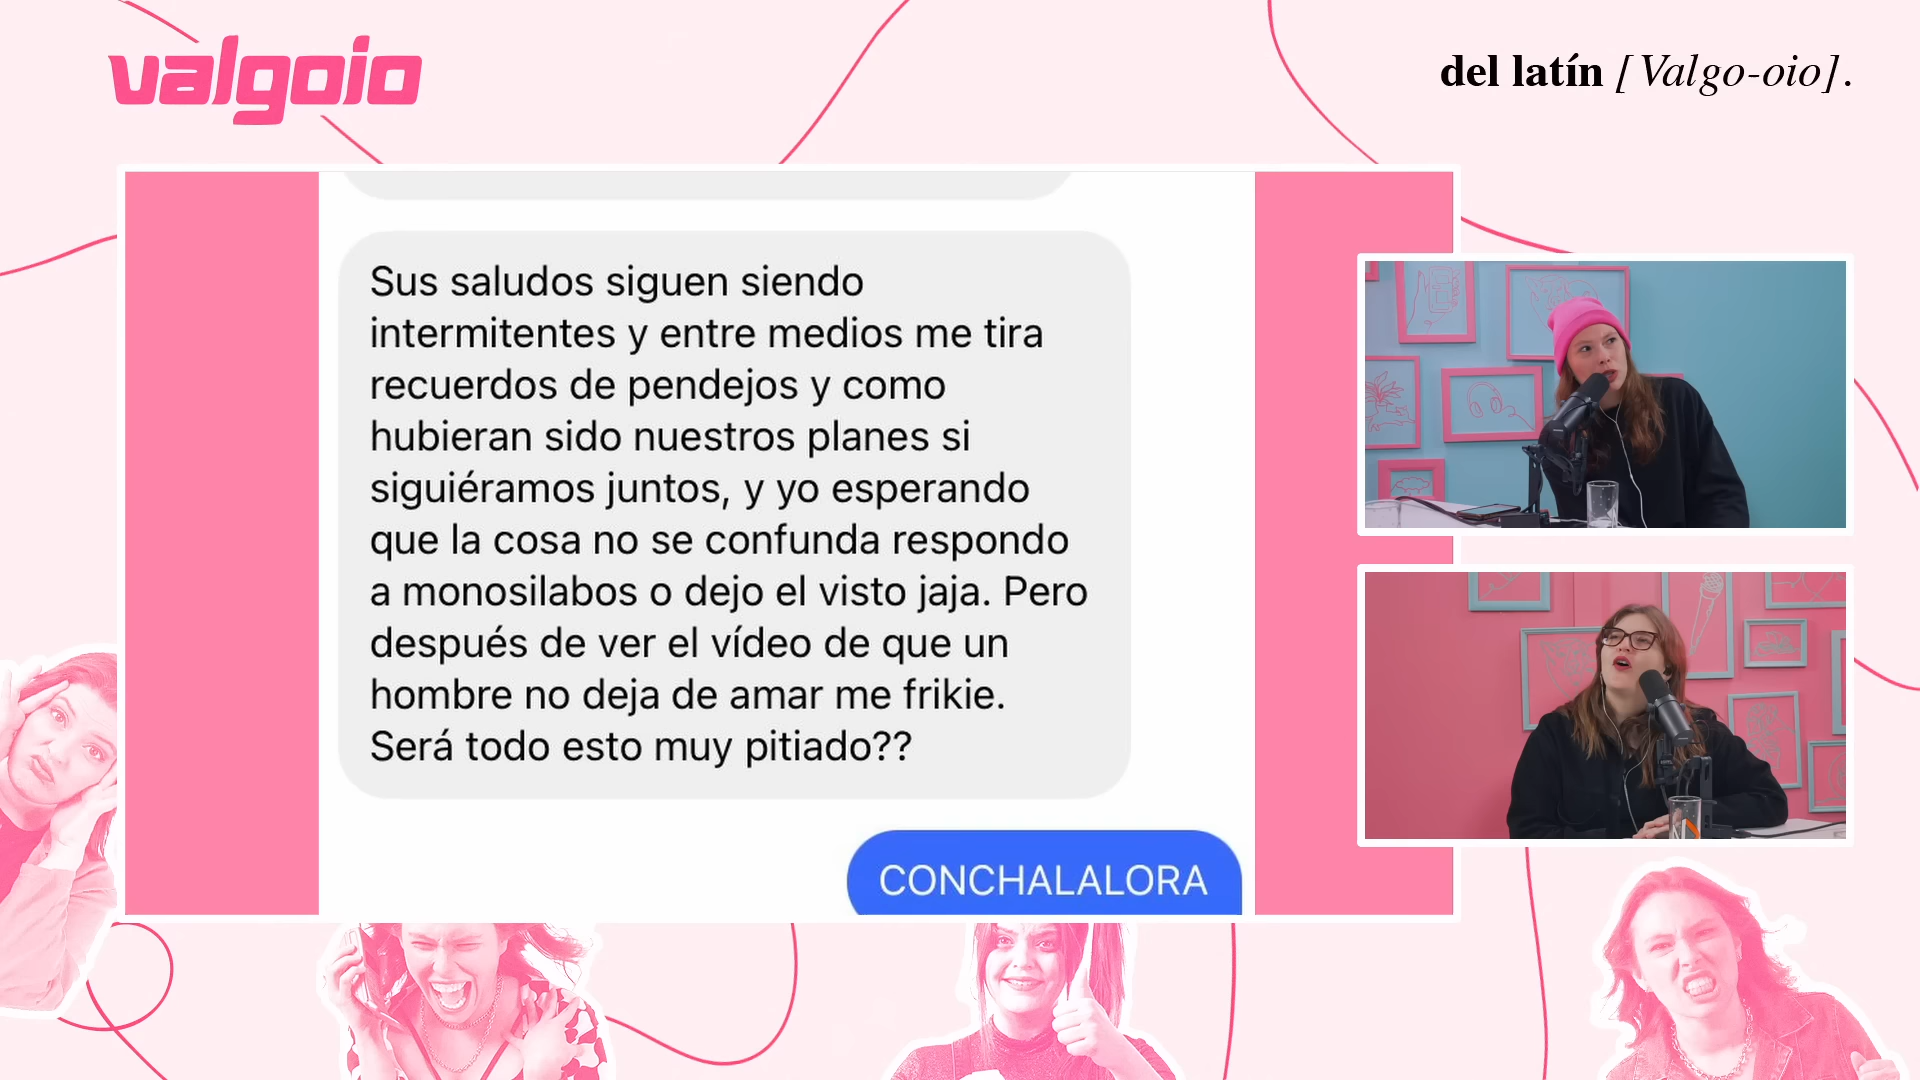 valgoio
del latín [Valgo-oio].
Sus saludos siguen siendo
intermitentes y entre medios me tira
recuerdos de pendejos y como
hubieran sido nuestros planes si
siguiéramos juntos, y yo esperando
que la cosa no se confunda respondo
a monosilabos o dejo el visto jaja. Pero
después de ver el vídeo de que un
hombre no deja de amar me frikie.
Será todo esto muy pitiado??
CONCHALALORA